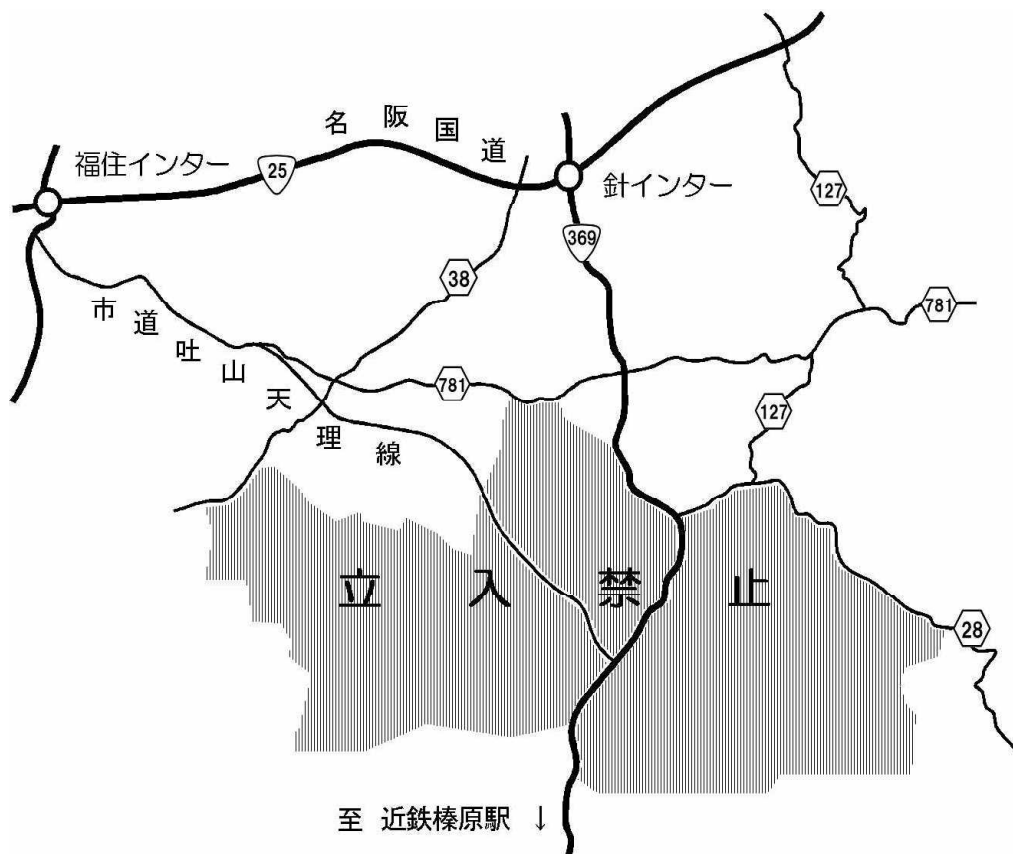 名阪国道
福住インター
25
針インター
127
369
38
781
市道吐山天理線
781
127
立入禁止
28
至 近鉄榛原駅 ↓